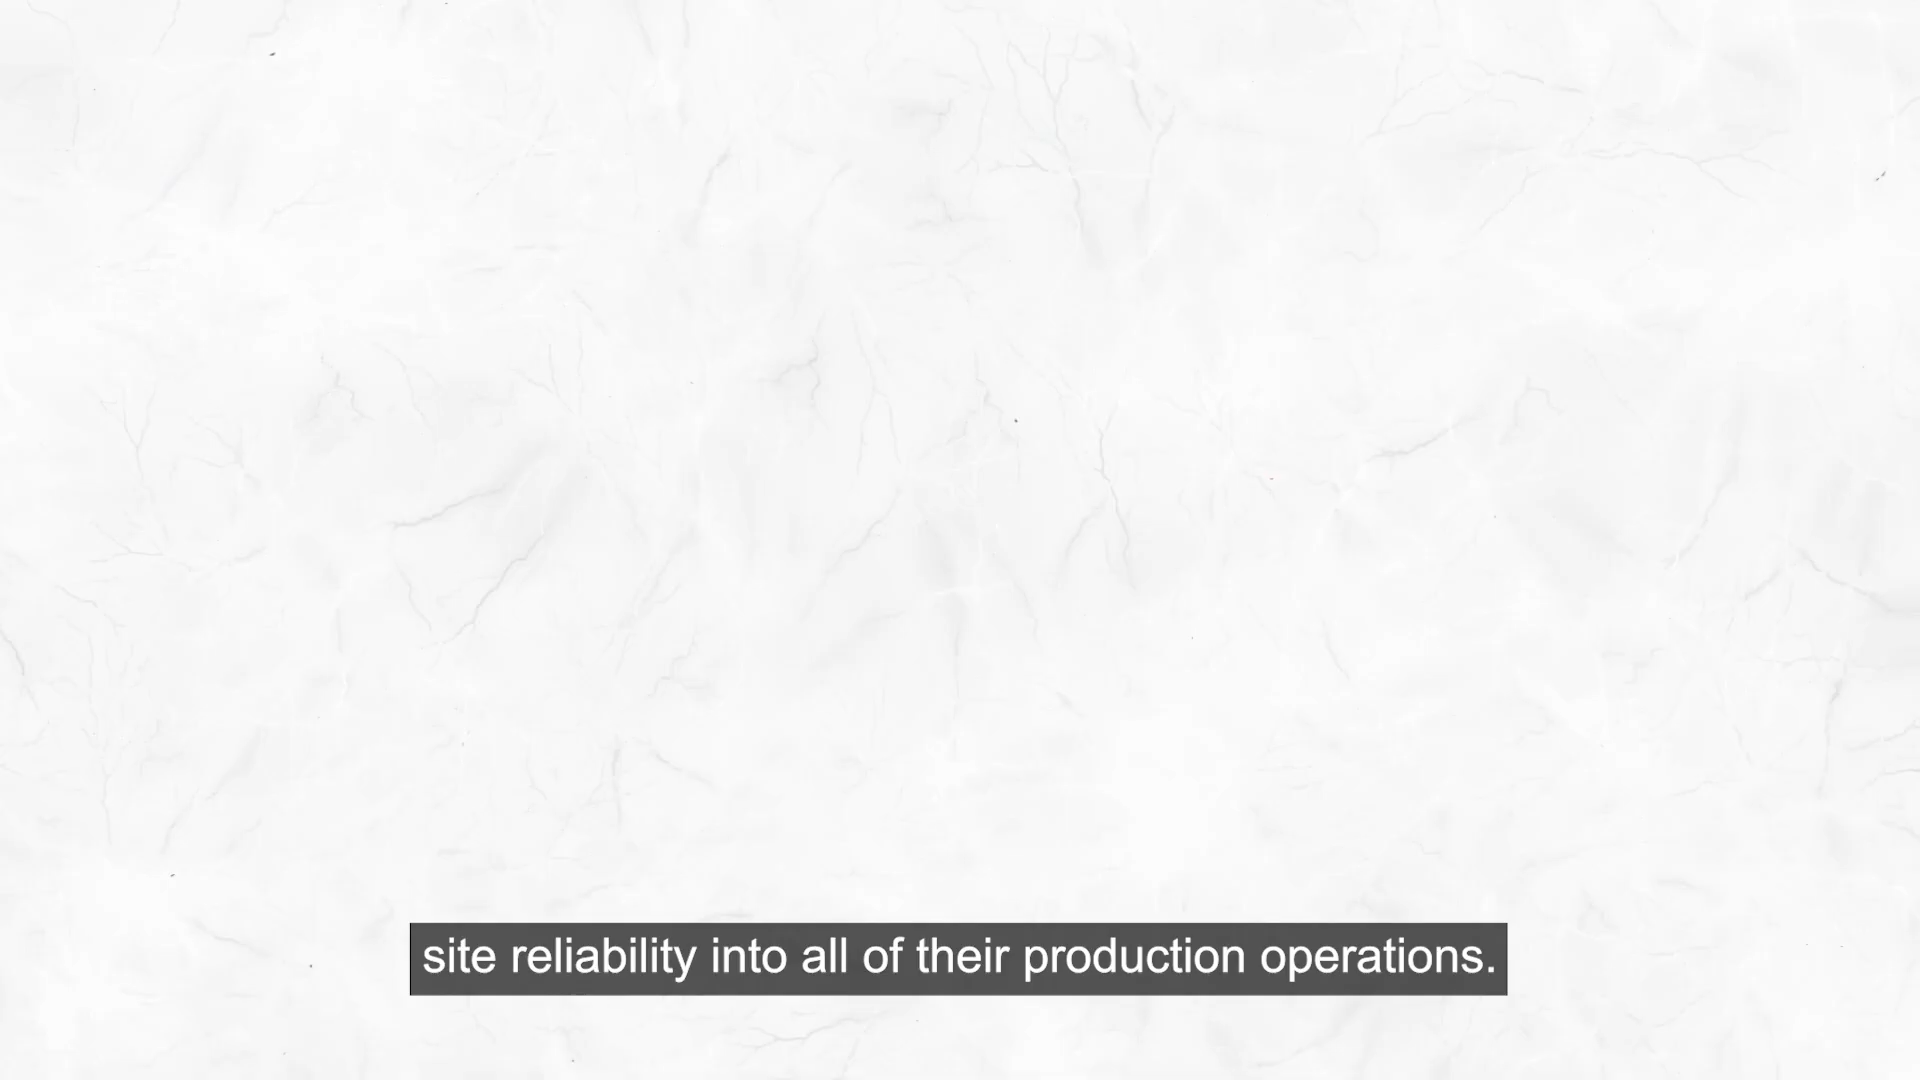 site reliability into all of their production operations.